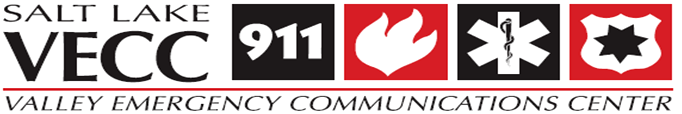 SALT LAKE
VECC 911
VALLEY EMERGENCY COMMUNICATIONS CENTER